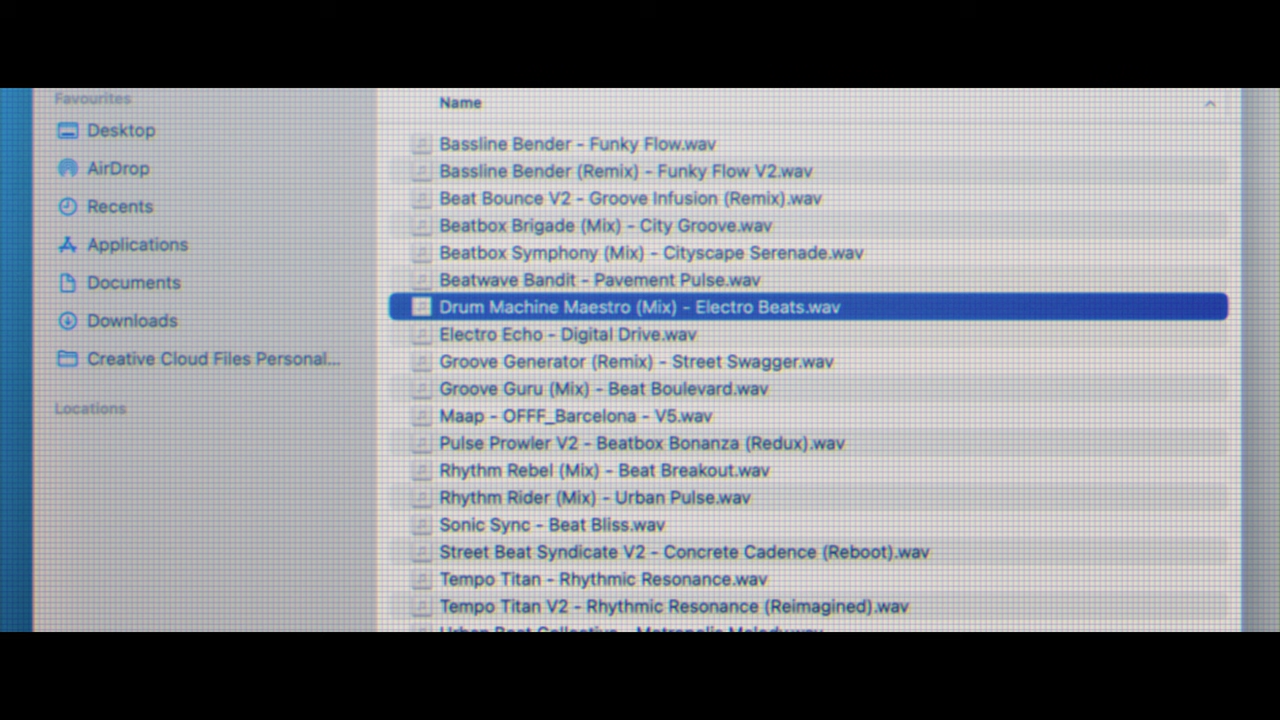 Favourites
Desktop
AirDrop
Recents
Applications
Documents
Downloads
Creative Cloud Files Personal...
Locations
Name
Bassline Bender - Funky Flow.wav
Bassline Bender (Remix) - Funky Flow V2.wav
Beat Bounce V2 - Groove Infusion (Remix).wav
Beatbox Brigade (Mix) - City Groove.wav
Beatbox Symphony (Mix) - Cityscape Serenade.wav
Beatwave Bandit - Pavement Pulse.wav
Drum Machine Maestro (Mix) - Electro Beats.wav
Electro Echo - Digital Drive.wav
Groove Generator (Remix) - Street Swagger.wav
Groove Guru (Mix) - Beat Boulevard.wav
Maap - OFFF_Barcelona - V5.wav
Pulse Prowler V2 - Beatbox Bonanza (Redux).wav
Rhythm Rebel (Mix) - Beat Breakout.wav
Rhythm Rider (Mix) - Urban Pulse.wav
Sonic Sync - Beat Bliss.wav
Street Beat Syndicate V2 - Concrete Cadence (Reboot).wav
Tempo Titan - Rhythmic Resonance.wav
Tempo Titan V2 - Rhythmic Resonance (Reimagined).wav
Urban Beat Collective - Metropolis Melody.wav